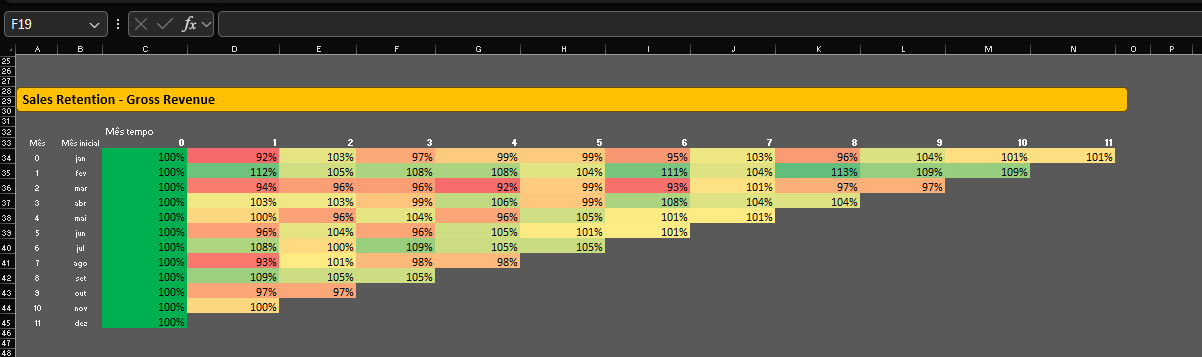 F19 fx
A B C D E F G H I J K L M N O P
25
26
27
28
29 Sales Retention - Gross Revenue
30
31
32 Mês tempo
33 Mês Mês inicial 0 1 2 3 4 5 6 7 8 9 10 11
34 0 jan 100% 92% 103% 97% 99% 99% 95% 103% 96% 104% 101% 101%
35 1 fev 100% 112% 105% 108% 108% 104% 111% 104% 113% 109% 109%
36 2 mar 100% 94% 96% 96% 92% 99% 93% 101% 97% 97%
37 3 abr 100% 103% 103% 99% 106% 99% 108% 104% 104%
38 4 mai 100% 100% 96% 104% 96% 105% 101% 101%
39 5 jun 100% 96% 104% 96% 105% 101% 101%
40 6 jul 100% 108% 100% 109% 105% 105%
41 7 ago 100% 93% 101% 98% 98%
42 8 set 100% 109% 105% 105%
43 9 out 100% 97% 97%
44 10 nov 100% 100%
45 11 dez 100%
46
47
48